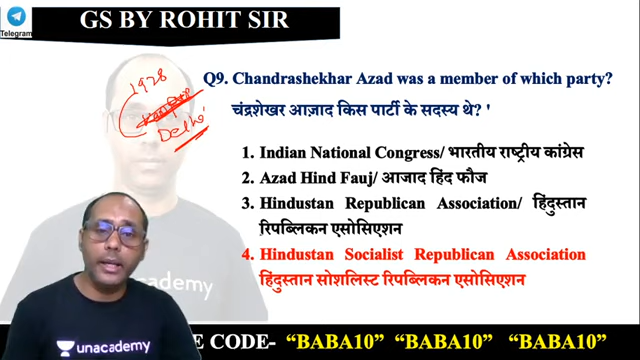 GS BY ROHIT SIR
Telegram
Q9. Chandrashekhar Azad was a member of which party?
चंद्रशेखर आज़ाद किस पार्टी के सदस्य थे? '
1928
Delhi
1. Indian National Congress/ भारतीय राष्ट्रीय कांग्रेस
2. Azad Hind Fauj/ आजाद हिंद फौज
3. Hindustan Republican Association/ हिंदुस्तान
रिपब्लिकन एसोसिएशन
4. Hindustan Socialist Republican Association
हिंदुस्तान सोशलिस्ट रिपब्लिकन एसोसिएशन
unacademy
unacademy
E CODE- “BABA10” “BABA10” “BABA10”